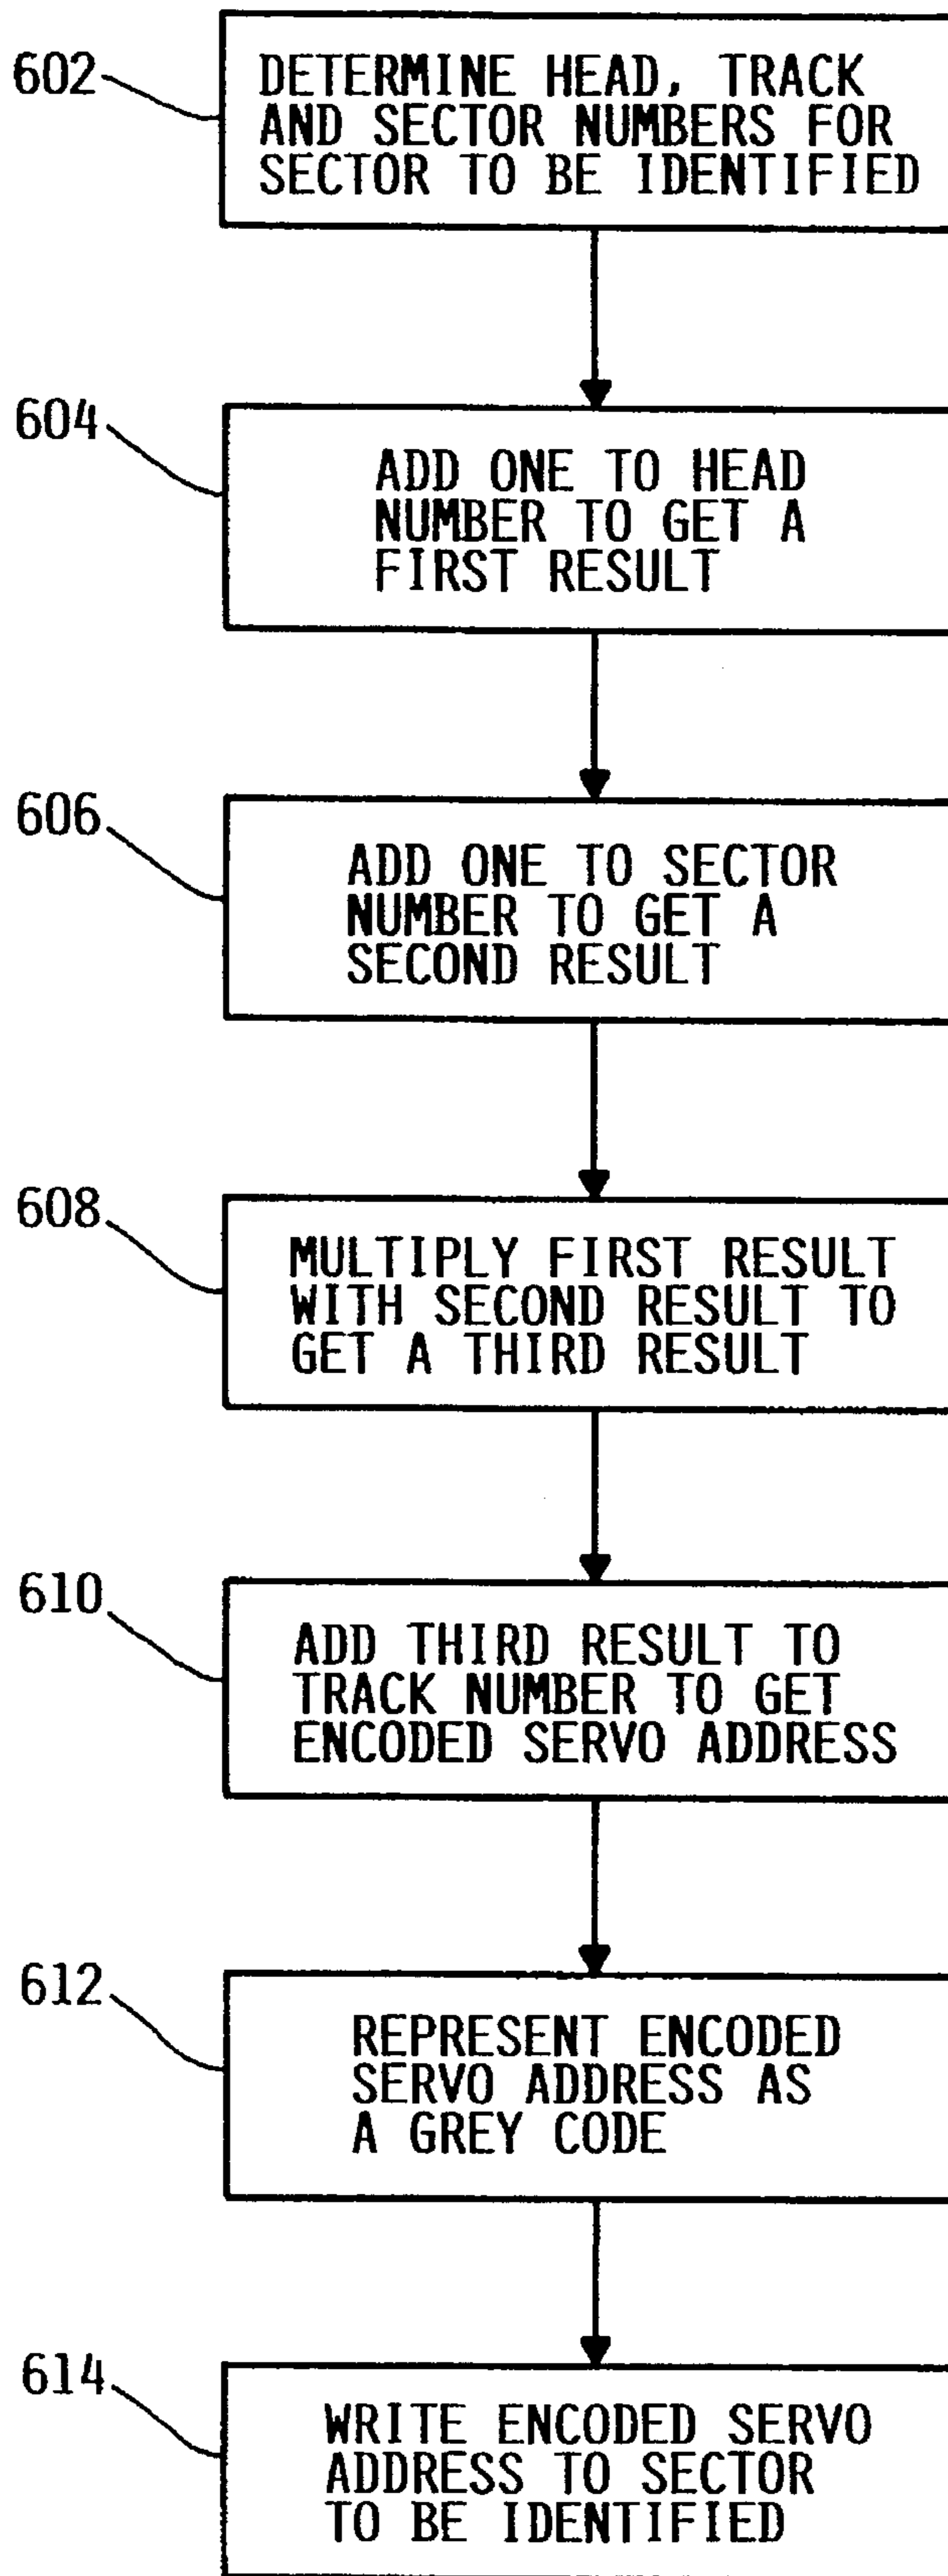 602
DETERMINE HEAD, TRACK
AND SECTOR NUMBERS FOR
SECTOR TO BE IDENTIFIED
604
ADD ONE TO HEAD
NUMBER TO GET A
FIRST RESULT
606
ADD ONE TO SECTOR
NUMBER TO GET A
SECOND RESULT
608
MULTIPLY FIRST RESULT
WITH SECOND RESULT TO
GET A THIRD RESULT
610
ADD THIRD RESULT TO
TRACK NUMBER TO GET
ENCODED SERVO ADDRESS
612
REPRESENT ENCODED
SERVO ADDRESS AS
A GREY CODE
614
WRITE ENCODED SERVO
ADDRESS TO SECTOR
TO BE IDENTIFIED